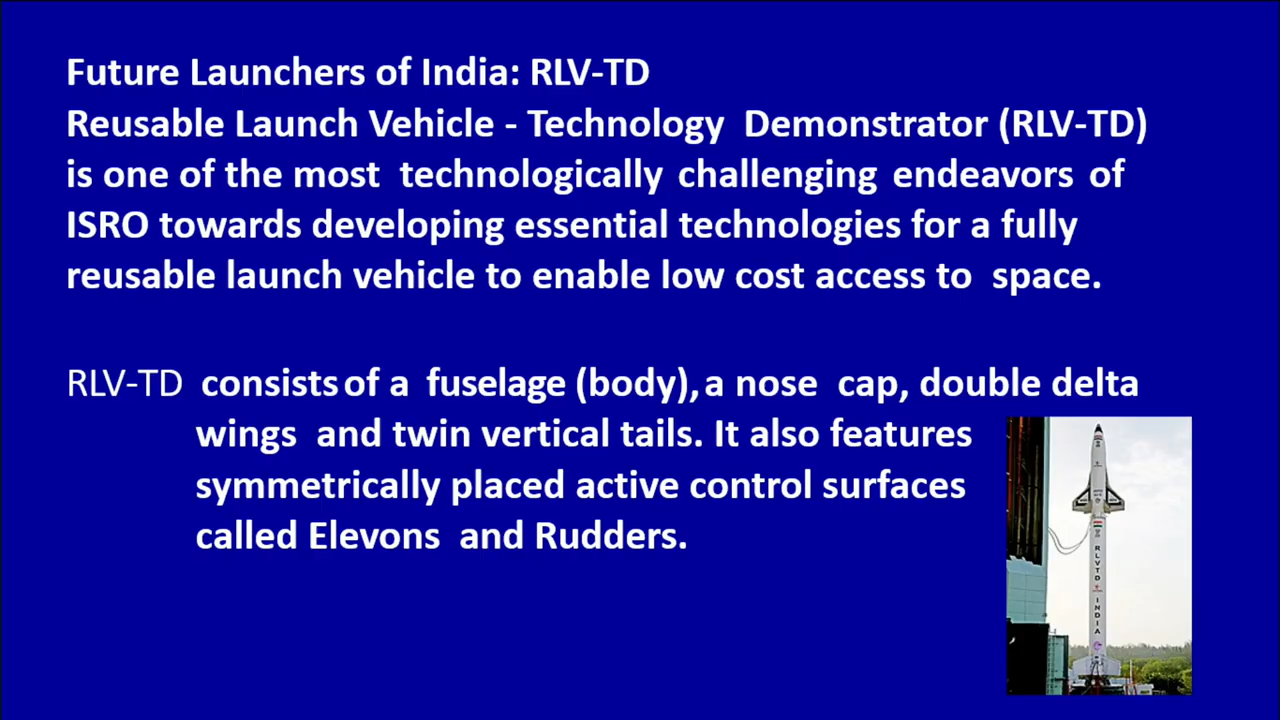 Future Launchers of India: RLV-TD
Reusable Launch Vehicle - Technology Demonstrator (RLV-TD)
is one of the most technologically challenging endeavors of
ISRO towards developing essential technologies for a fully
reusable launch vehicle to enable low cost access to space.
RLV-TD consists of a fuselage (body), a nose cap, double delta
wings and twin vertical tails. It also features
symmetrically placed active control surfaces
called Elevons and Rudders.
RLVTD
INDIA